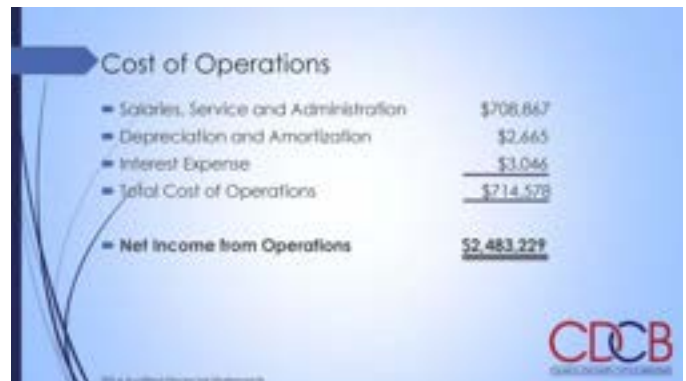 Cost of Operations
Salaries, Service and Administration $708,867
Depreciation and Amortization $2,665
Interest Expense $3,046
Total Cost of Operations $714,578
Net Income from Operations $2,483,229
CDCB